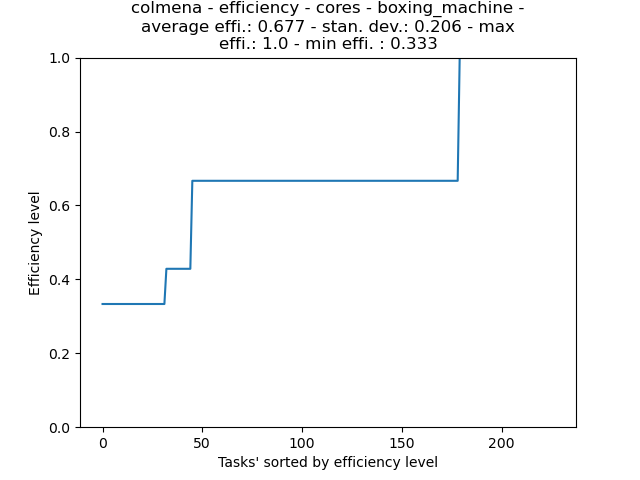 colmena - efficiency - cores - boxing_machine -
average effi.: 0.677 - stan. dev.: 0.206 - max
effi.: 1.0 - min effi. : 0.333
1.0
0.8
0.6
0.4
0.2
0.0
Efficiency level
0 50 100 150 200
Tasks' sorted by efficiency level